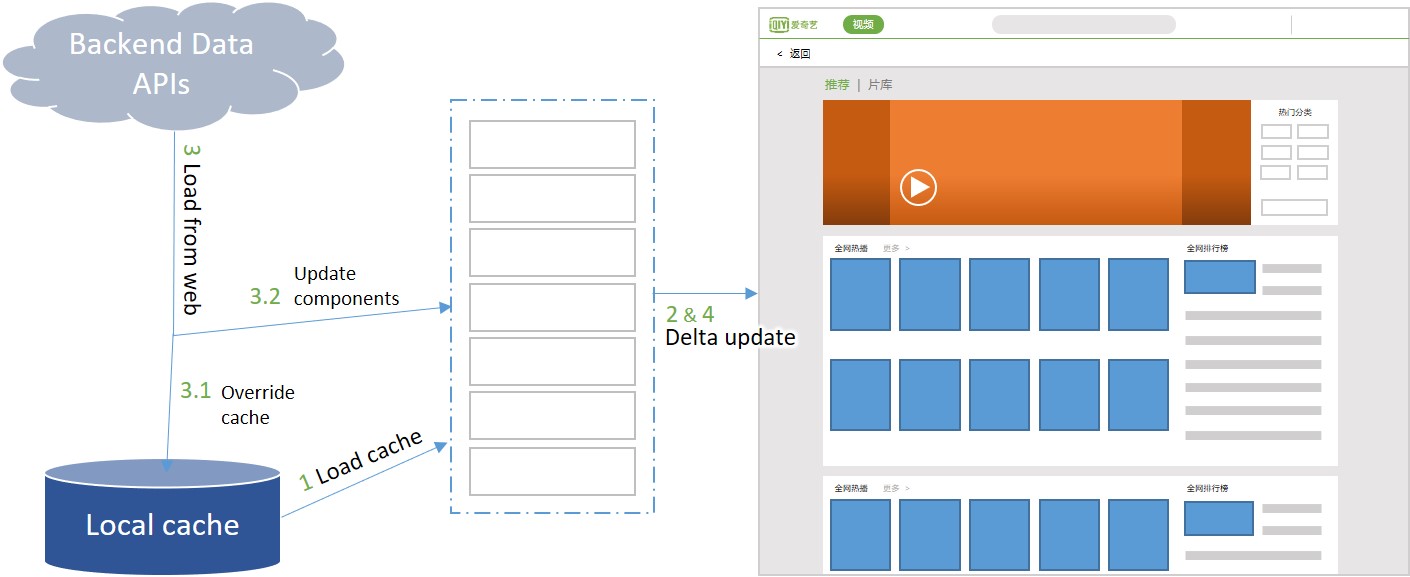 Backend Data
APIs
3 Load from web
3.2 Update
components
3.1 Override
cache
1 Load cache
Local cache
2 & 4
Delta update
iQIYI 爱奇艺
视频
< 返回
推荐 | 片库
热门分类
全网热播 更多 >
全网排行榜
全网热播 更多 >
全网排行榜